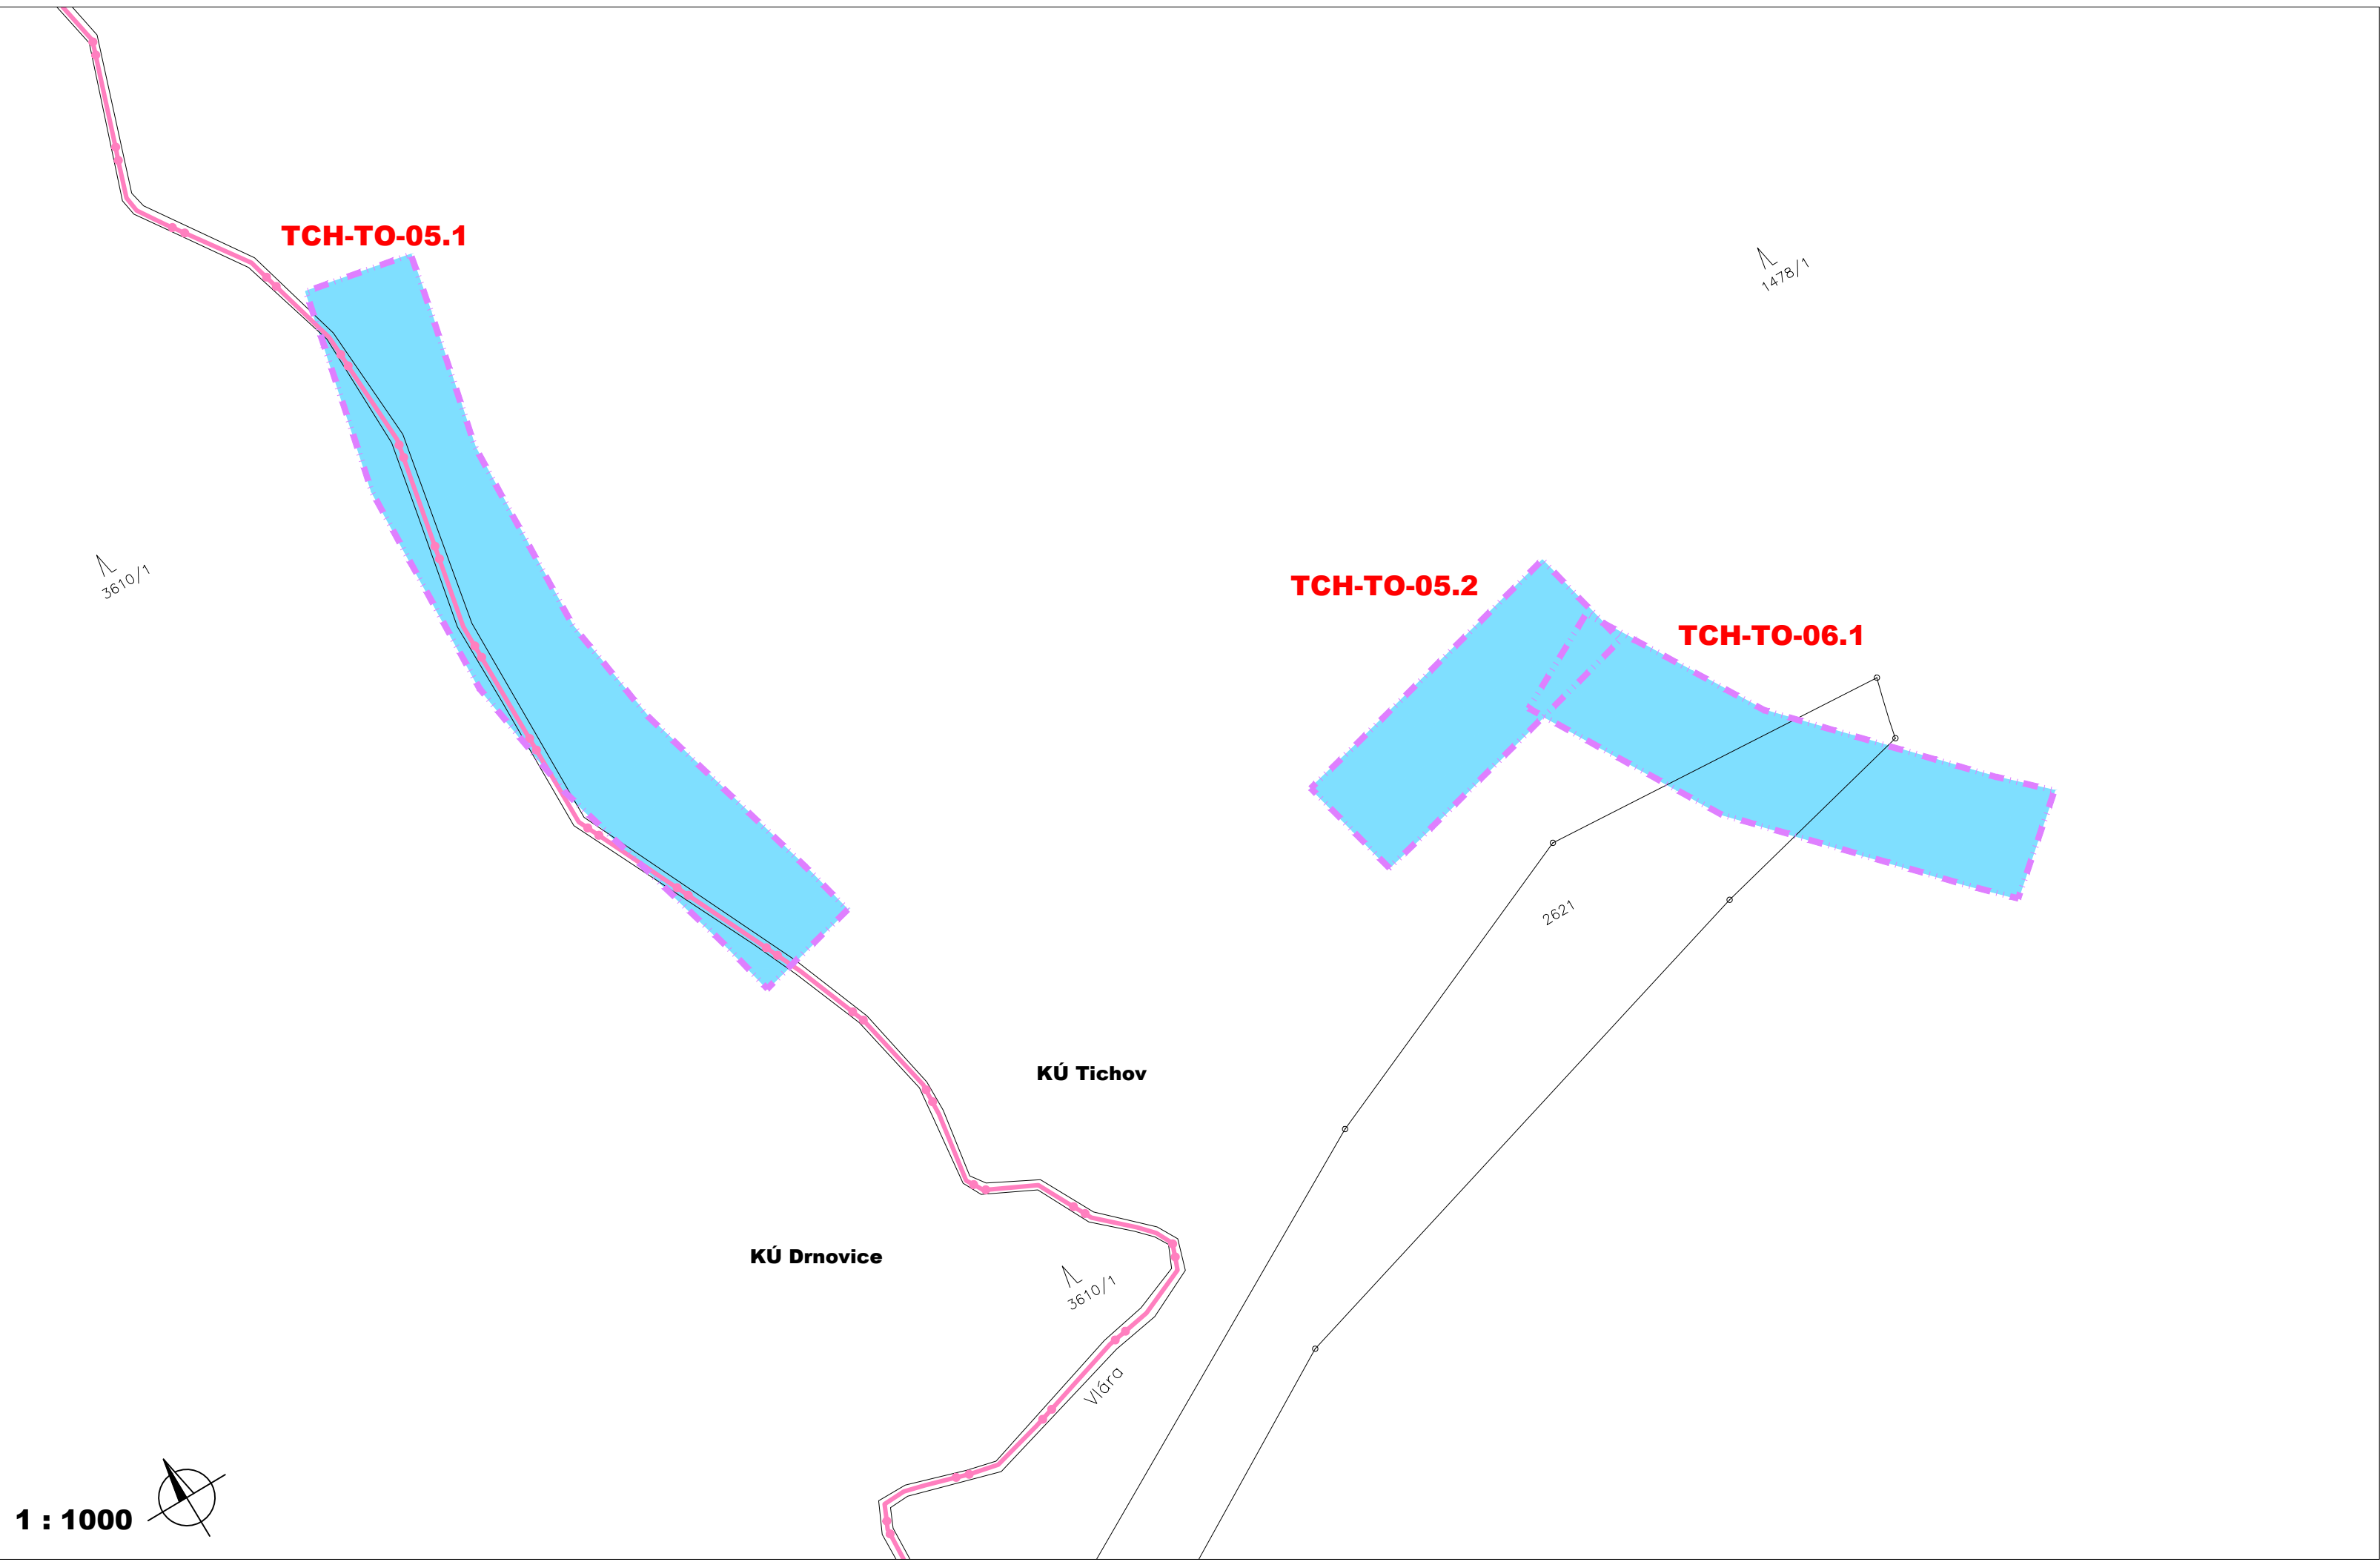 TCH-TO-05.1
1478/1
3610/1
TCH-TO-05.2
TCH-TO-06.1
2621
KÚ Tichov
KÚ Drnovice
3610/1
Vlára
1 : 1000